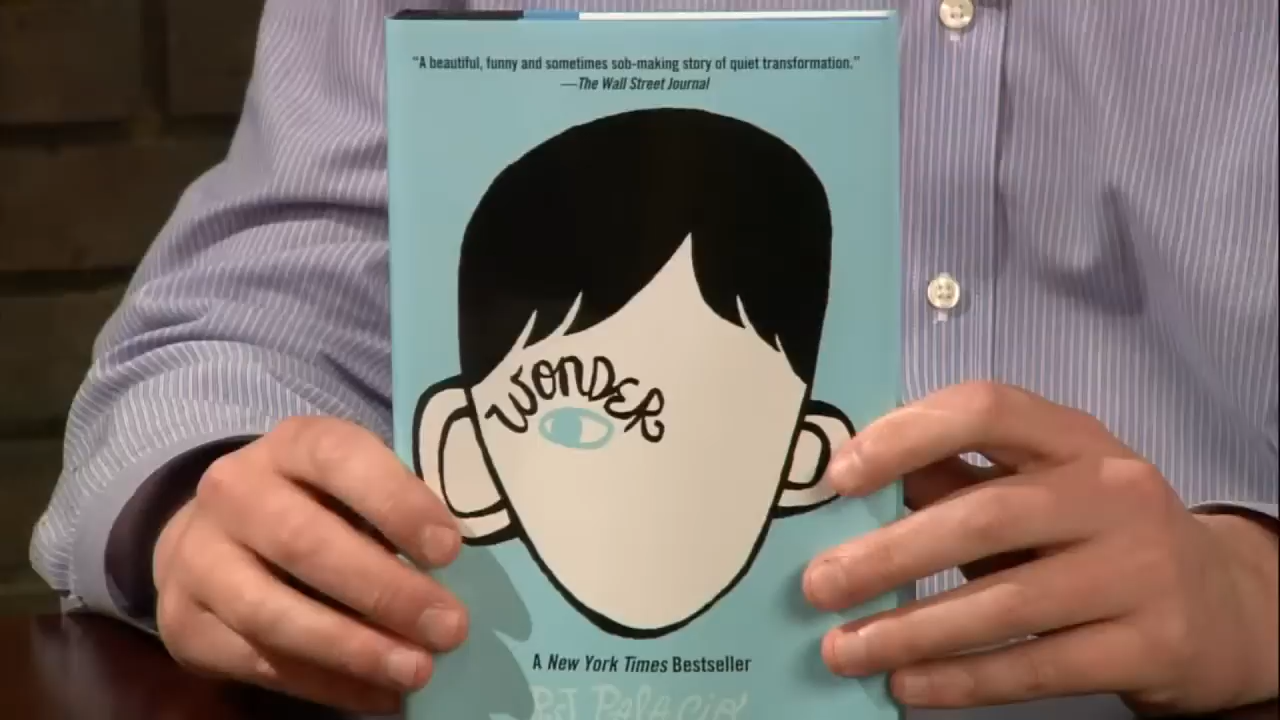 "A beautiful, funny and sometimes sob-making story of quiet transformation."
—The Wall Street Journal
WONDER
A New York Times Bestseller
R·J PALACIO